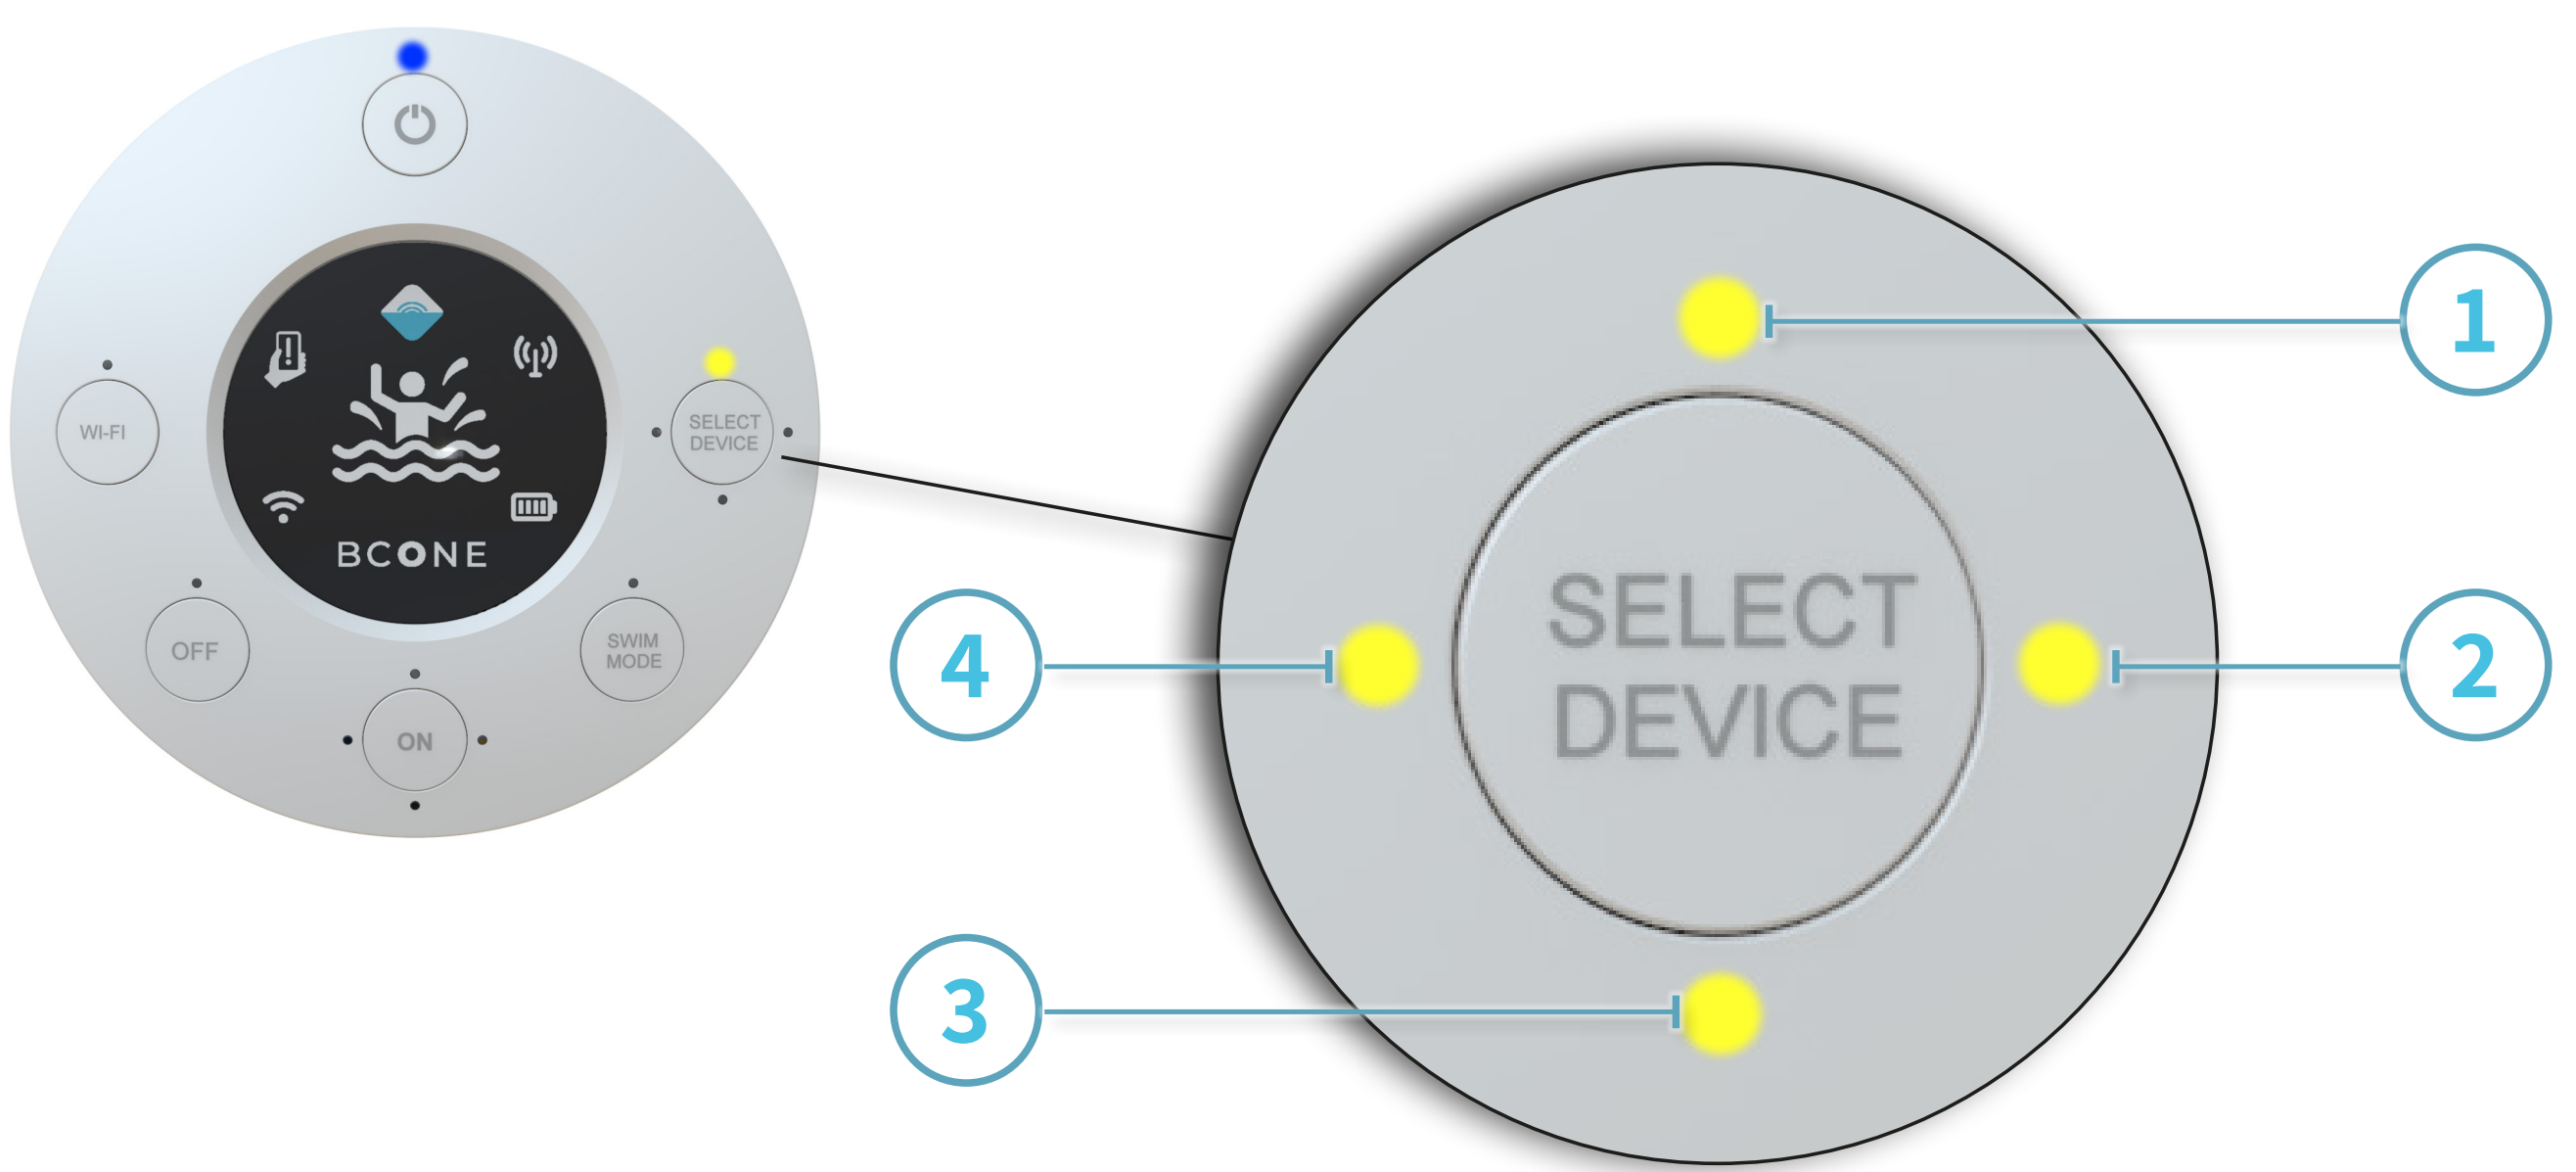 WI-FI
SELECT
DEVICE
BCONE
OFF
SWIM
MODE
ON
1
SELECT
DEVICE
4
2
3